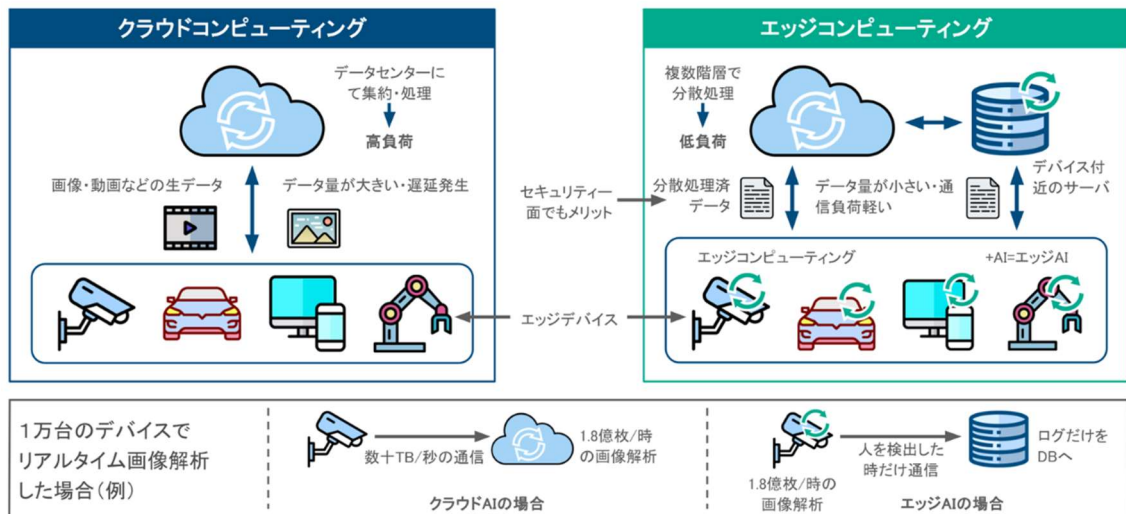 クラウドコンピューティング
データセンターに
て集約・処理
高負荷
画像・動画などの生データ
データ量が大きい・遅延発生
エッジコンピューティング
複数階層で
分散処理
低負荷
デバイス付
近のサーバ
セキュリティー
面でもメリット
分散処理済
データ
データ量が小さい・通
信負荷軽い
エッジコンピューティング
+AI=エッジAI
エッジデバイス
1万台のデバイスで
リアルタイム画像解析
した場合(例)
数十TB/秒の通信
1.8億枚/時
の画像解析
クラウドAIの場合
1.8億枚/時の
画像解析
人を検出した
時だけ通信
ログだけを
DBへ
エッジAIの場合